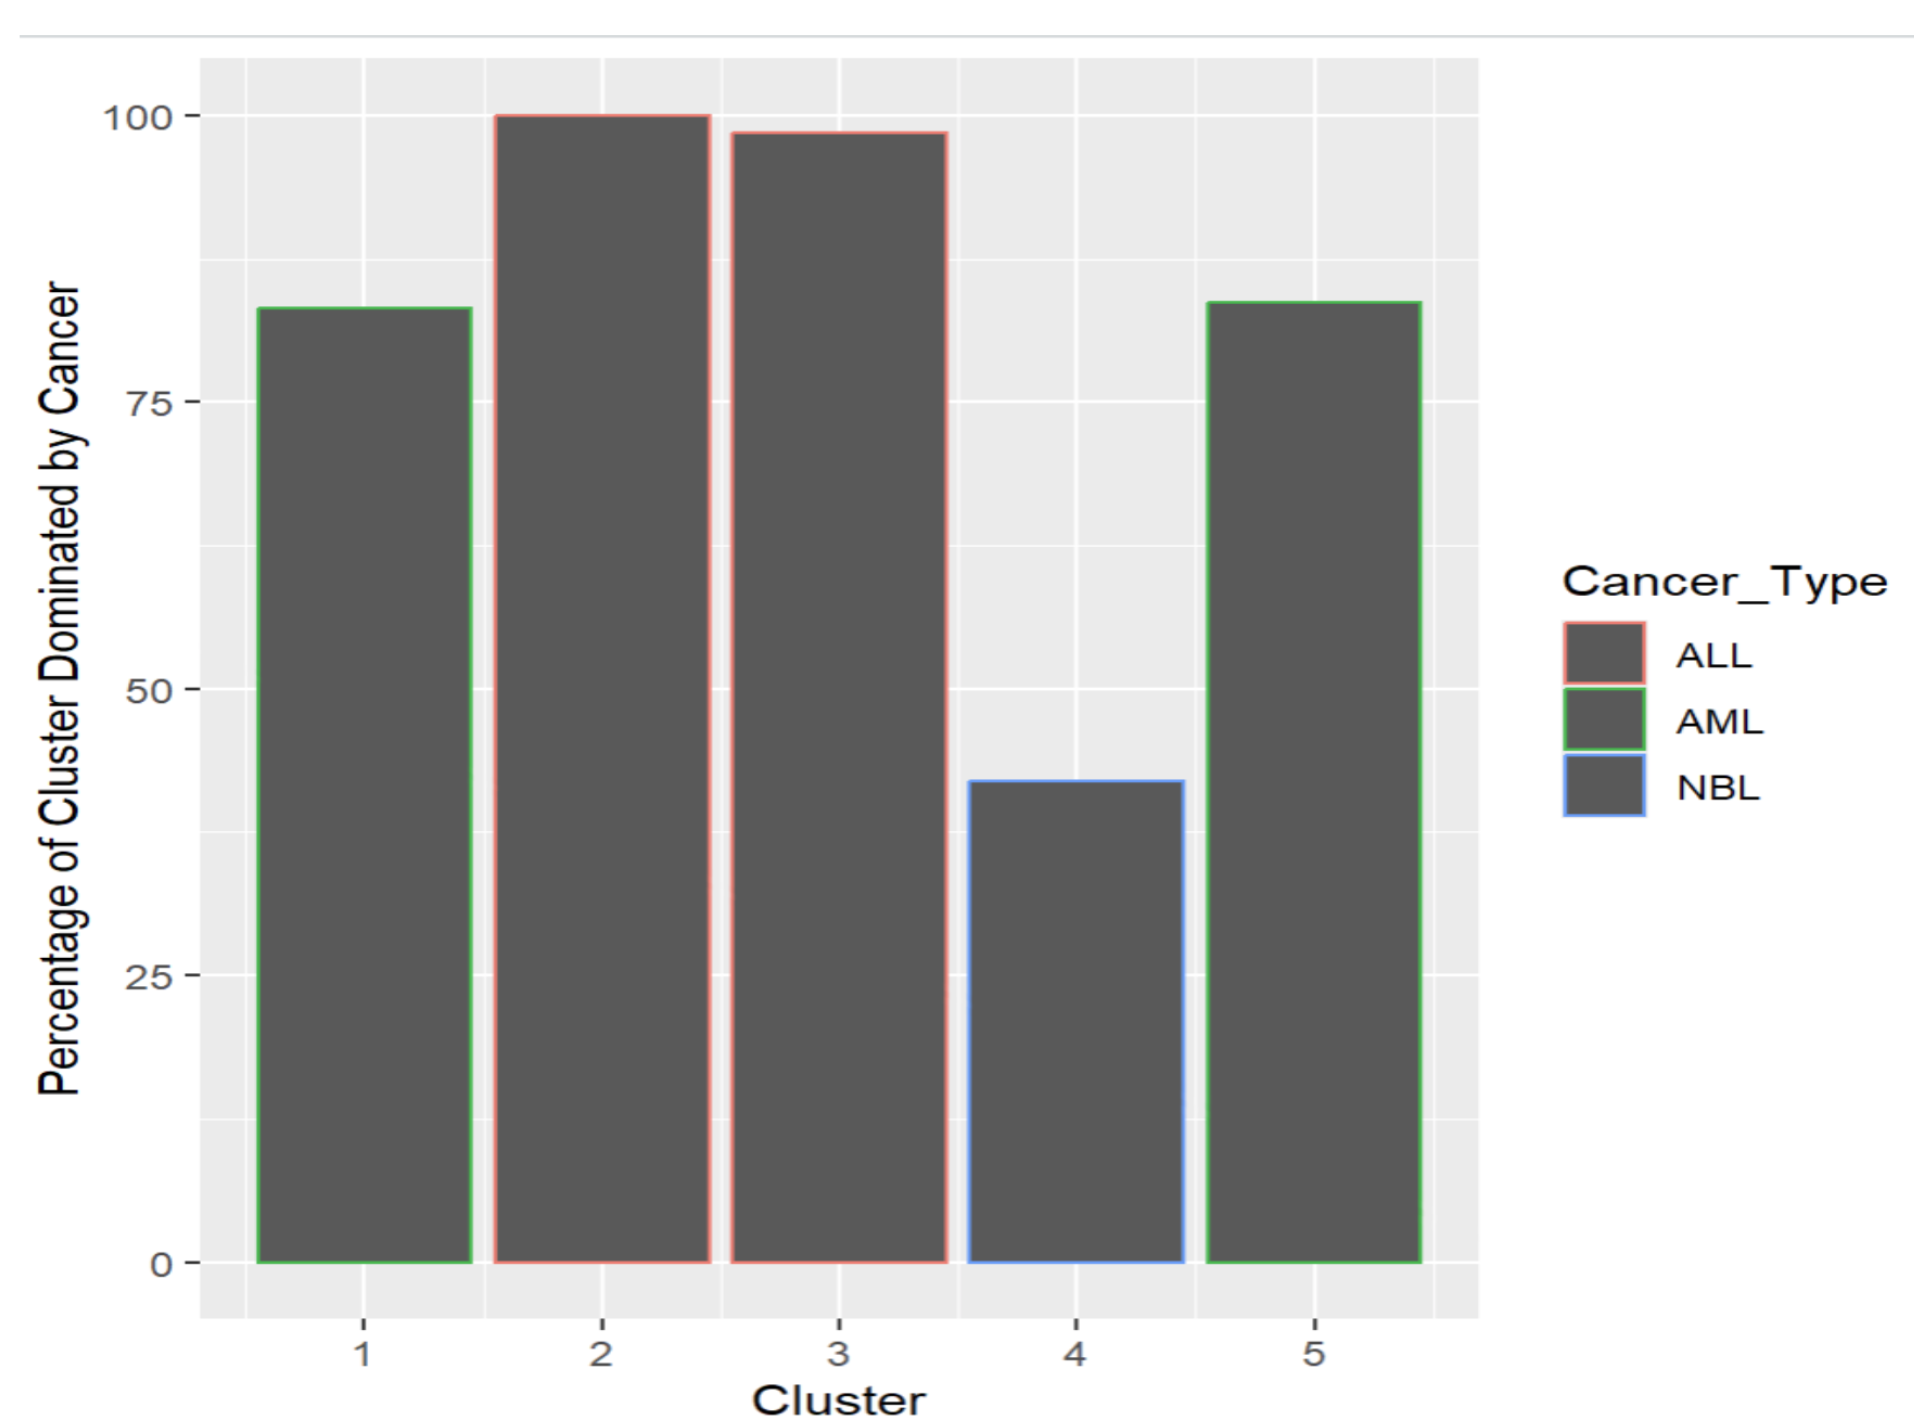 Percentage of Cluster Dominated by Cancer
100
75
50
25
0
1 2 3 4 5
Cluster
Cancer_Type
ALL
AML
NBL